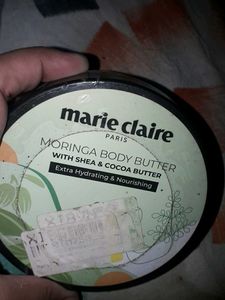 marie claire
PARIS
MORINGA BODY BUTTER
WITH SHEA & COCOA BUTTER
Extra Hydrating & Nourishing